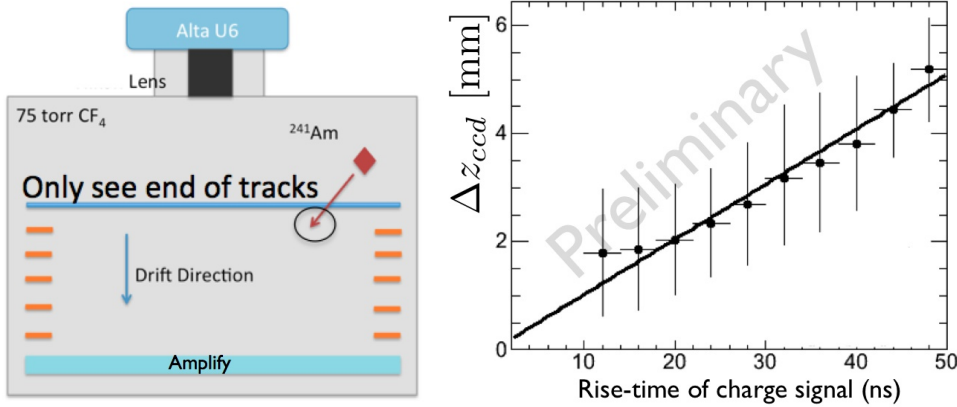 Alta U6
Lens
75 torr CF₄
²⁴¹Am
Only see end of tracks
Drift Direction
Amplify
Δz_ccd [mm]
6
4
2
0
Preliminary
10
20
30
40
50
Rise-time of charge signal (ns)